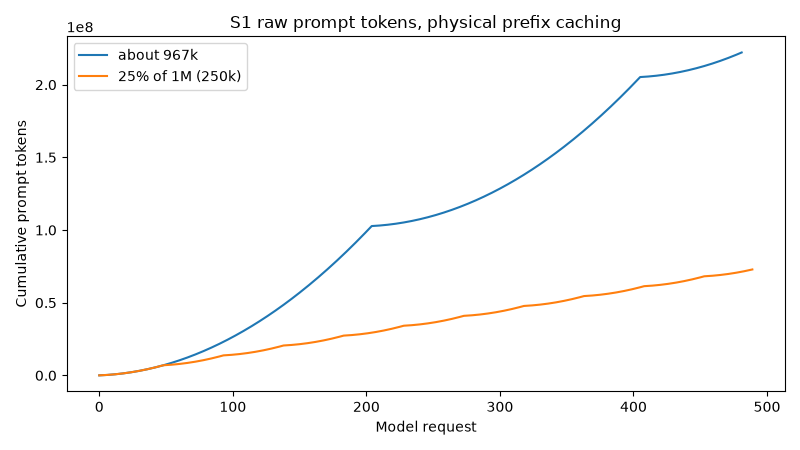 S1 raw prompt tokens, physical prefix caching
1e8
about 967k
25% of 1M (250k)
Cumulative prompt tokens
2.0
1.5
1.0
0.5
0.0
0 100 200 300 400 500
Model request